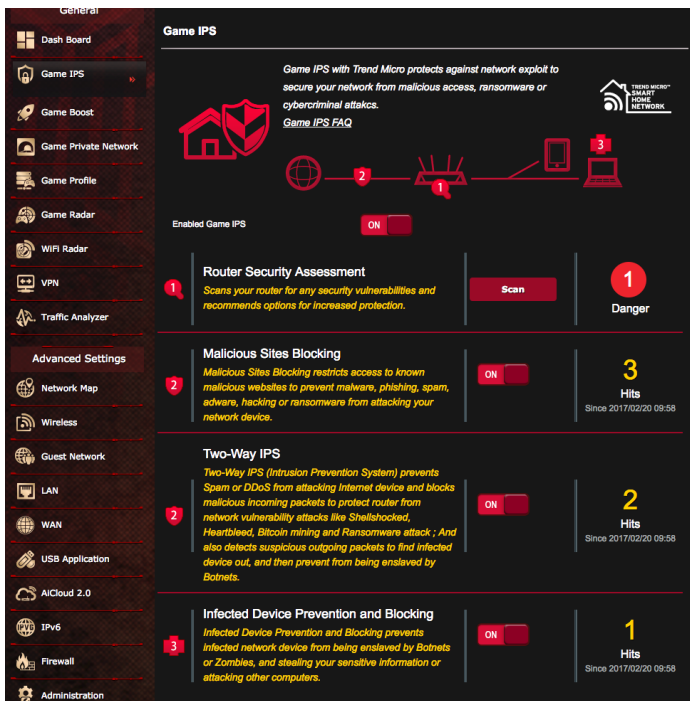 General
Dash Board
Game IPS
Game Boost
Game Private Network
Game Profile
Game Radar
WiFi Radar
VPN
Traffic Analyzer
Advanced Settings
Network Map
Wireless
Guest Network
LAN
WAN
USB Application
AiCloud 2.0
IPv6
Firewall
Administration
Game IPS
Game IPS with Trend Micro protects against network exploit to
secure your network from malicious access, ransomware or
cybercriminal attakcs.
Game IPS FAQ
TREND MICRO™
SMART
HOME
NETWORK
3
2
1
Enabled Game IPS
ON
1
Router Security Assessment
Scans your router for any security vulnerabilities and
recommends options for increased protection.
Scan
1
Danger
2
Malicious Sites Blocking
Malicious Sites Blocking restricts access to known
malicious websites to prevent malware, phishing, spam,
adware, hacking or ransomware from attacking your
network device.
ON
3
Hits
Since 2017/02/20 09:58
2
Two-Way IPS
Two-Way IPS (Intrusion Prevention System) prevents
Spam or DDoS from attacking Internet device and blocks
malicious incoming packets to protect router from
network vulnerability attacks like Shellshocked,
Heartbleed, Bitcoin mining and Ransomware attack ; And
also detects suspicious outgoing packets to find infected
device out, and then prevent from being enslaved by
Botnets.
ON
2
Hits
Since 2017/02/20 09:58
3
Infected Device Prevention and Blocking
Infected Device Prevention and Blocking prevents
infected network device from being enslaved by Botnets
or Zombies, and stealing your sensitive information or
attacking other computers.
ON
1
Hits
Since 2017/02/20 09:58